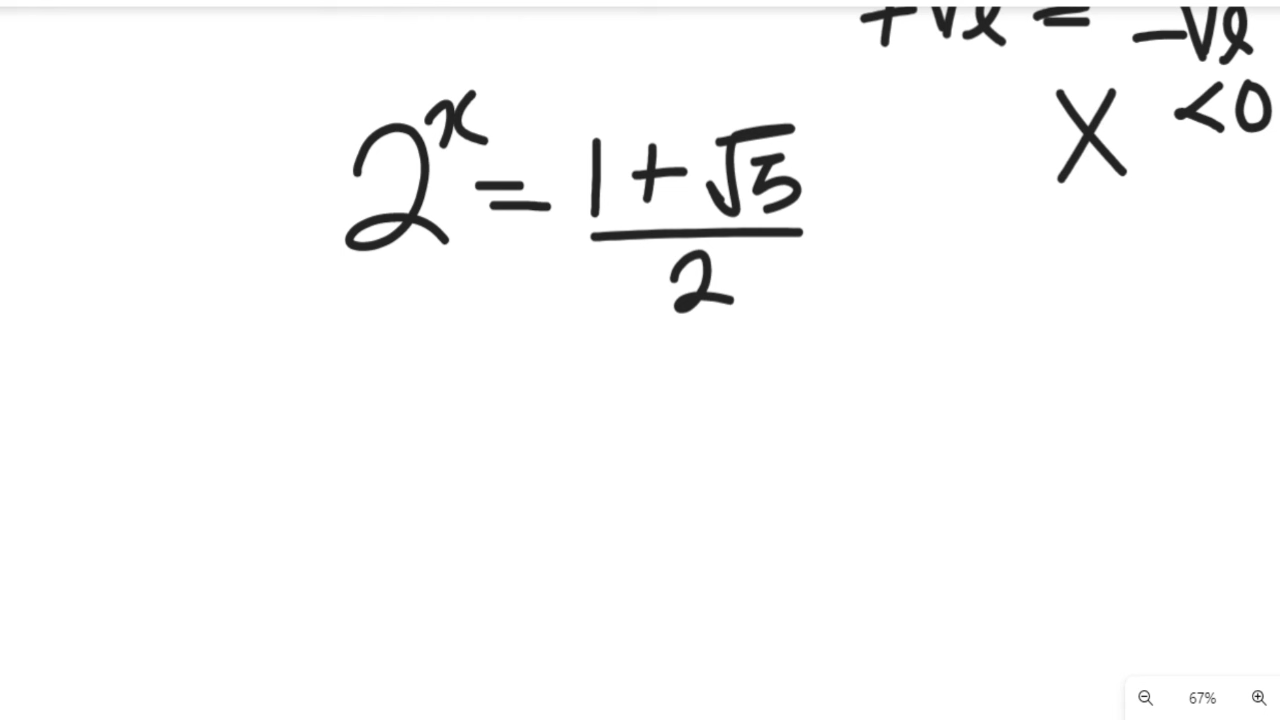 +√l = -√l
X <0
2^x = (1 + √5)/2
67%